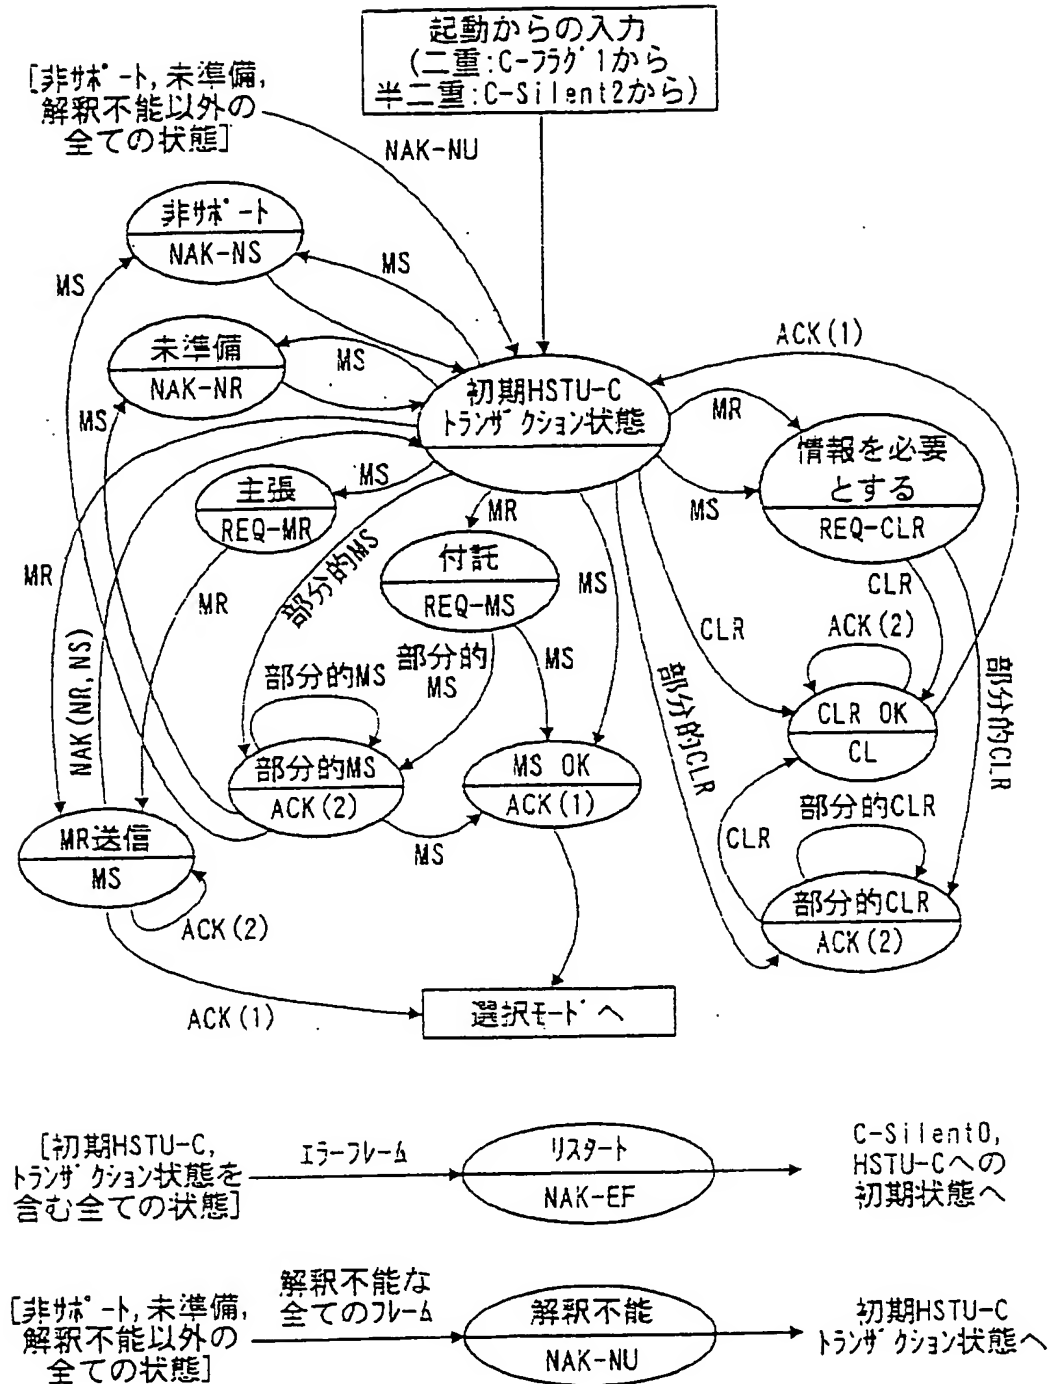 起動からの入力
(二重:C-フラグ1から
半二重:C-Silent2から)
[非サポート,未準備,
解釈不能以外の
全ての状態]
NAK-NU
非サポート
NAK-NS
MS
MS
未準備
NAK-NR
MS
MS
初期HSTU-C
トランザクション状態
ACK(1)
MR
情報を必要
とする
REQ-CLR
MS
主張
REQ-MR
MS
MR
付託
REQ-MS
部分的MS
MS
MR
NAK(NR,NS)
MR
CLR
CLR
ACK(2)
部分的MS
部分的
MS
MS
部分的CLR
部分的CLR
CLR OK
CL
部分的MS
ACK(2)
MS OK
ACK(1)
MS
部分的CLR
CLR
MR送信
MS
ACK(2)
部分的CLR
ACK(2)
ACK(1)
選択モードへ
[初期HSTU-C,
トランザクション状態を
含む全ての状態]
エラーフレーム
リスタート
NAK-EF
C-Silent0,
HSTU-Cへの
初期状態へ
[非サポート,未準備,
解釈不能以外の
全ての状態]
解釈不能な
全てのフレーム
解釈不能
NAK-NU
初期HSTU-C
トランザクション状態へ